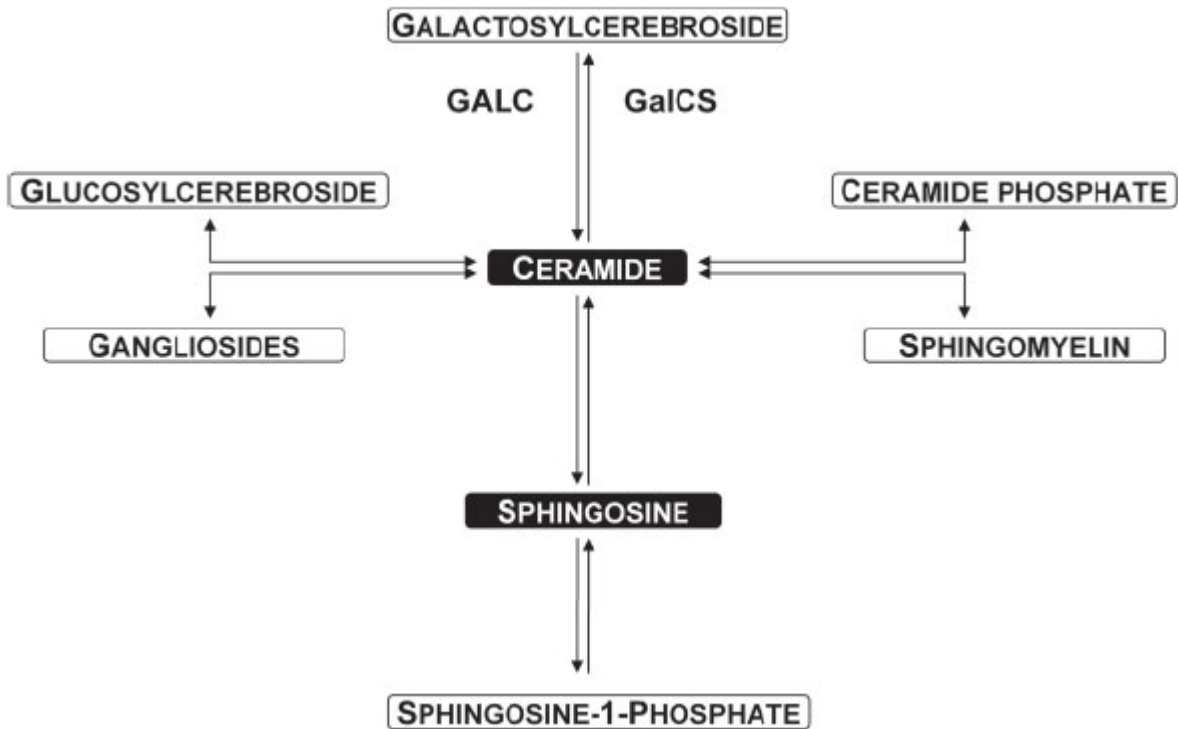 GALACTOSYLCEREBROSIDE
GALC GalCS
GLUCOSYLCEREBROSIDE CERAMIDE PHOSPHATE
CERAMIDE
GANGLIOSIDES SPHINGOMYELIN
SPHINGOSINE
SPHINGOSINE-1-PHOSPHATE